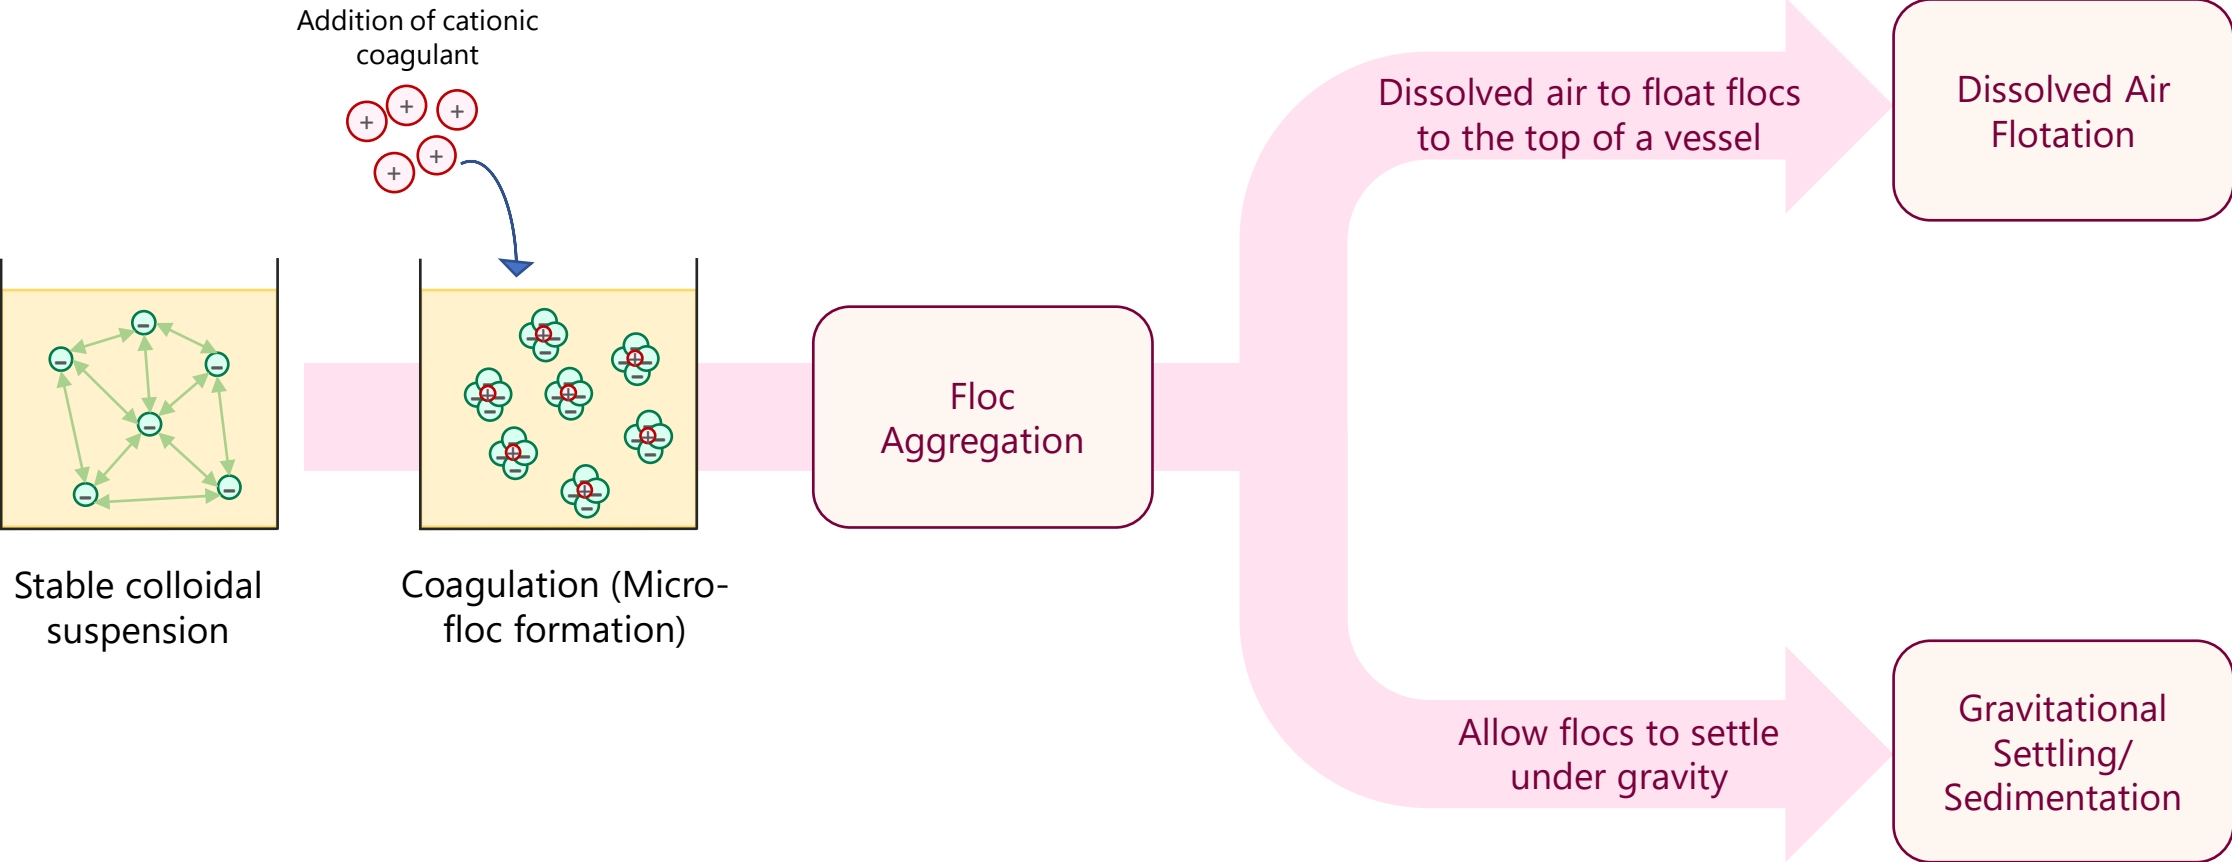 Addition of cationic
coagulant
+
+
+
+
+
Stable colloidal
suspension
Coagulation (Micro-
floc formation)
Floc
Aggregation
Dissolved air to float flocs
to the top of a vessel
Dissolved Air
Flotation
Allow flocs to settle
under gravity
Gravitational
Settling/
Sedimentation